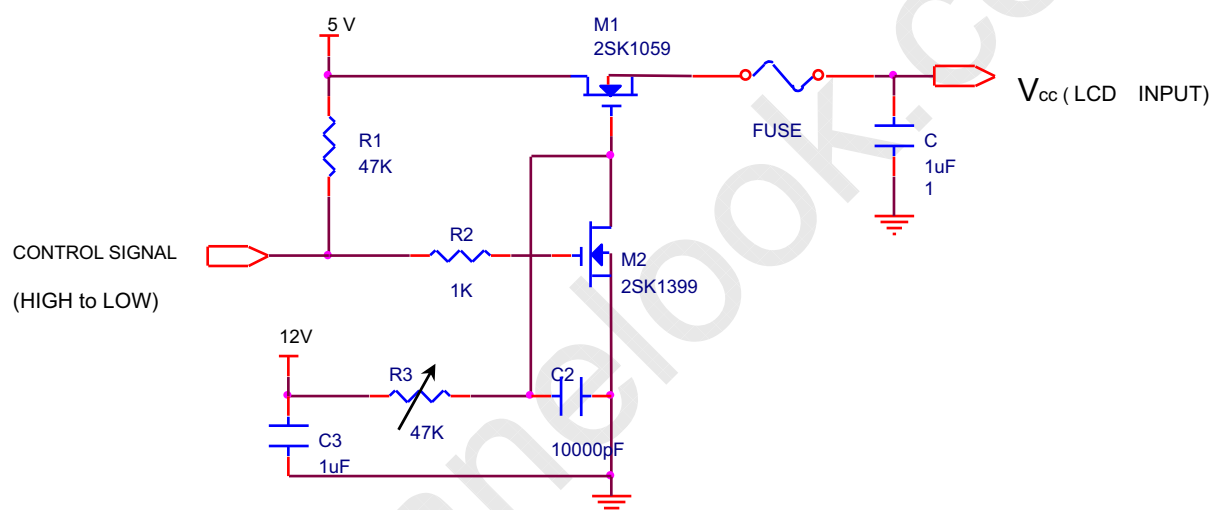 5 V
M1
2SK1059
R1
47K
FUSE
Vcc ( LCD INPUT)
C
1uF
1
CONTROL SIGNAL
(HIGH to LOW)
R2
1K
M2
2SK1399
12V
R3
47K
C2
10000pF
C3
1uF